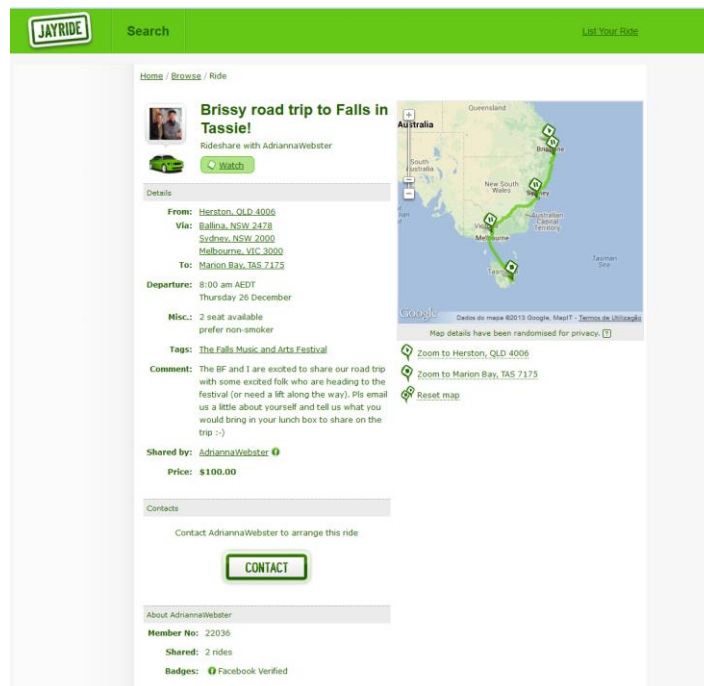 JAYRIDE
Search
List Your Ride
Home / Browse / Ride
Brissy road trip to Falls in
Tassie!
Rideshare with AdriannaWebster
Watch
Details
From: Herston, QLD 4006
Via: Ballina, NSW 2478
Sydney, NSW 2000
Melbourne, VIC 3000
To: Marion Bay, TAS 7175
Departure: 8:00 am AEDT
Thursday 26 December
Misc.: 2 seat available
prefer non-smoker
Tags: The Falls Music and Arts Festival
Comment: The BF and I are excited to share our road trip
with some excited folk who are heading to the
festival (or need a lift along the way). Pls email
us a little about yourself and tell us what you
would bring in your lunch box to share on the
trip :-)
Shared by: AdriannaWebster
Price: $100.00
Contacts
Contact AdriannaWebster to arrange this ride
CONTACT
About AdriannaWebster
Member No: 22036
Shared: 2 rides
Badges: Facebook Verified
Queensland
Australia
Brisbane
South
Australia
New South
Wales
Sydney
Australian
Capital
Territory
Melbourne
Tasman
Sea
Google
Dados do mapa ©2013 Google, MapIT - Termos de Utilização
Map details have been randomised for privacy. [?]
Zoom to Herston, QLD 4006
Zoom to Marion Bay, TAS 7175
Reset map